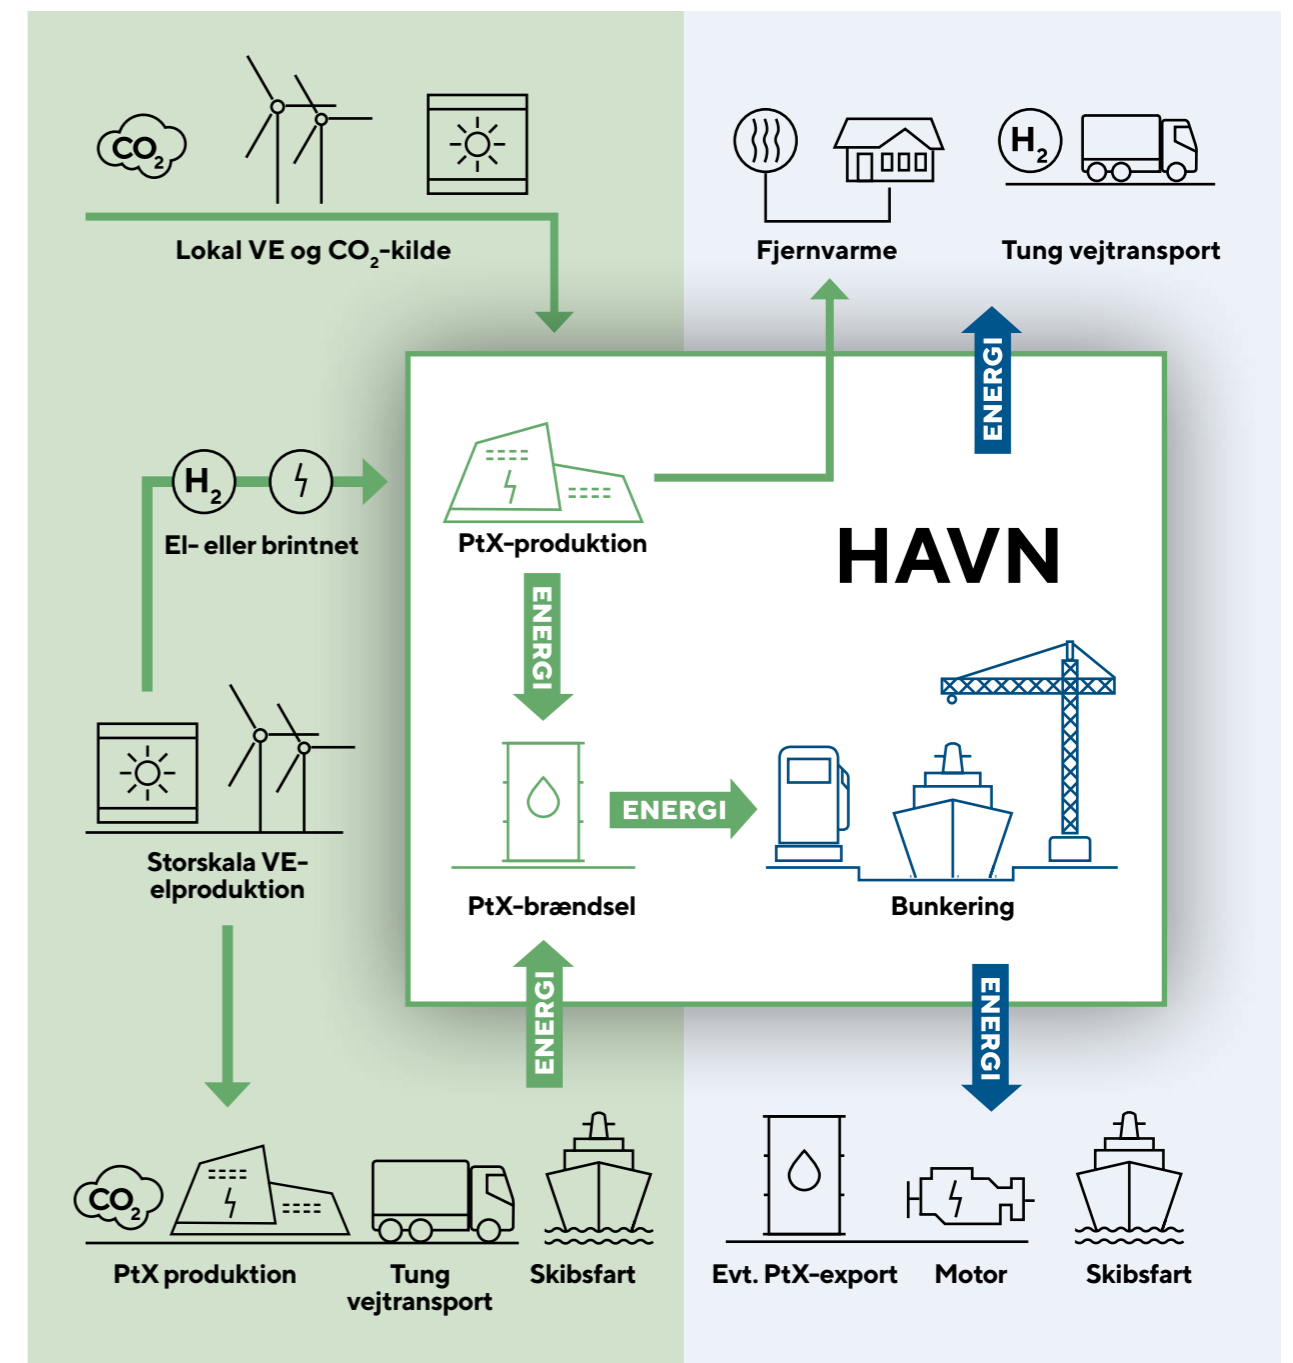 CO₂
Lokal VE og CO₂-kilde
Fjernvarme
H₂
Tung vejtransport
ENERGI
H₂
El- eller brintnet
PtX-produktion
HAVN
ENERGI
Storskala VE-
elproduktion
ENERGI
PtX-brændsel
Bunkering
ENERGI
ENERGI
CO₂
PtX produktion
Tung
vejtransport
Skibsfart
Evt. PtX-export
Motor
Skibsfart